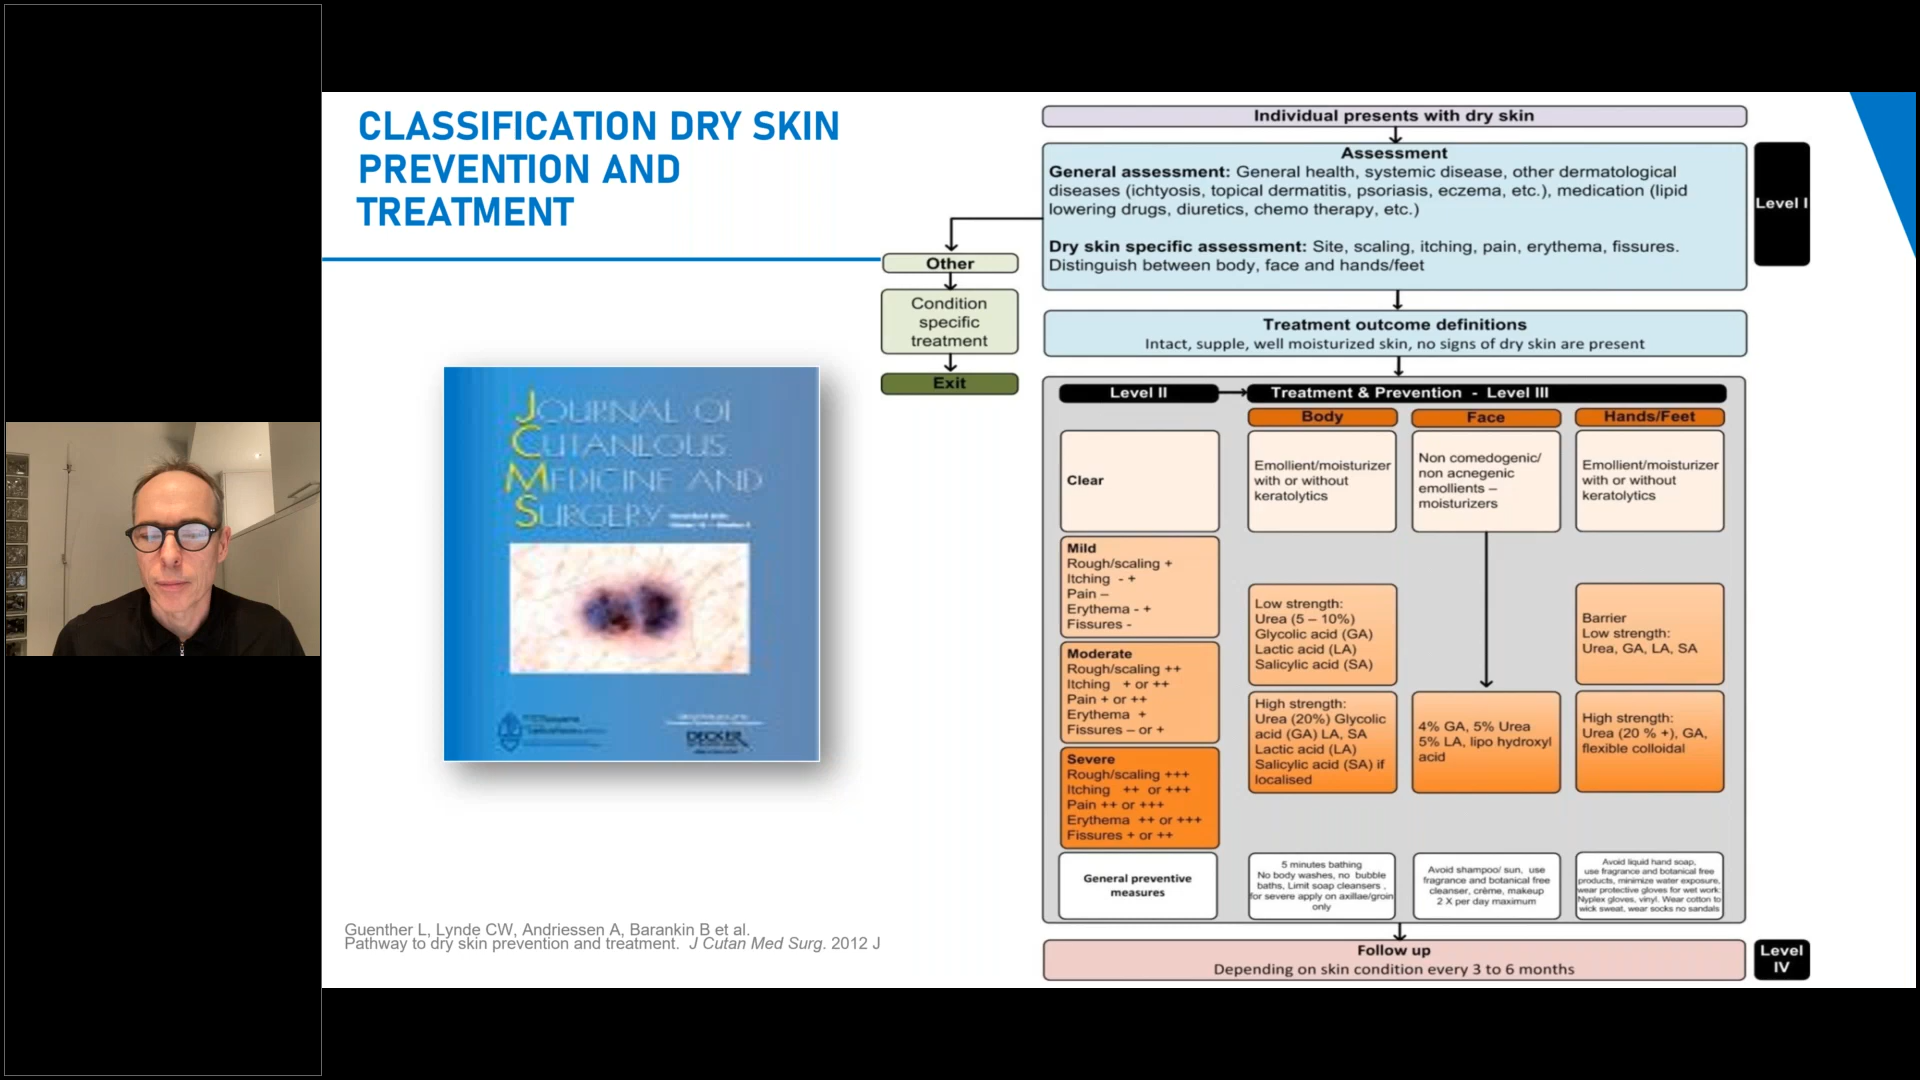 CLASSIFICATION DRY SKIN
PREVENTION AND
TREATMENT
JOURNAL OF
CUTANEOUS
MEDICINE AND
SURGERY
DECKER
Guenther L, Lynde CW, Andriessen A, Barankin B et al.
Pathway to dry skin prevention and treatment. J Cutan Med Surg. 2012 J
Individual presents with dry skin
Assessment
General assessment: General health, systemic disease, other dermatological
diseases (ichtyosis, topical dermatitis, psoriasis, eczema, etc.), medication (lipid
lowering drugs, diuretics, chemo therapy, etc.)
Dry skin specific assessment: Site, scaling, itching, pain, erythema, fissures.
Distinguish between body, face and hands/feet
Level I
Other
Condition
specific
treatment
Exit
Treatment outcome definitions
Intact, supple, well moisturized skin, no signs of dry skin are present
Level II
Treatment & Prevention - Level III
Body
Face
Hands/Feet
Clear
Emollient/moisturizer
with or without
keratolytics
Non comedogenic/
non acnegenic
emollients –
moisturizers
Emollient/moisturizer
with or without
keratolytics
Mild
Rough/scaling +
Itching - +
Pain –
Erythema - +
Fissures -
Low strength:
Urea (5 – 10%)
Glycolic acid (GA)
Lactic acid (LA)
Salicylic acid (SA)
Barrier
Low strength:
Urea, GA, LA, SA
Moderate
Rough/scaling ++
Itching + or ++
Pain + or ++
Erythema +
Fissures – or +
High strength:
Urea (20%) Glycolic
acid (GA) LA, SA
Lactic acid (LA)
Salicylic acid (SA) if
localised
4% GA, 5% Urea
5% LA, lipo hydroxyl
acid
High strength:
Urea (20 % +), GA,
flexible colloidal
Severe
Rough/scaling +++
Itching ++ or +++
Pain ++ or +++
Erythema ++ or +++
Fissures + or ++
General preventive
measures
5 minutes bathing
No body washes, no bubble
baths, Limit soap cleansers ,
for severe apply on axillae/groin
only
Avoid shampoo/ sun, use
fragrance and botanical free
cleanser, crème, makeup
2 X per day maximum
Avoid liquid hand soap,
use fragrance and botanical free
products, minimize water exposure,
wear protective gloves for wet work:
Nyplex gloves, vinyl. Wear cotton to
wick sweat, wear socks no sandals
Follow up
Depending on skin condition every 3 to 6 months
Level
IV